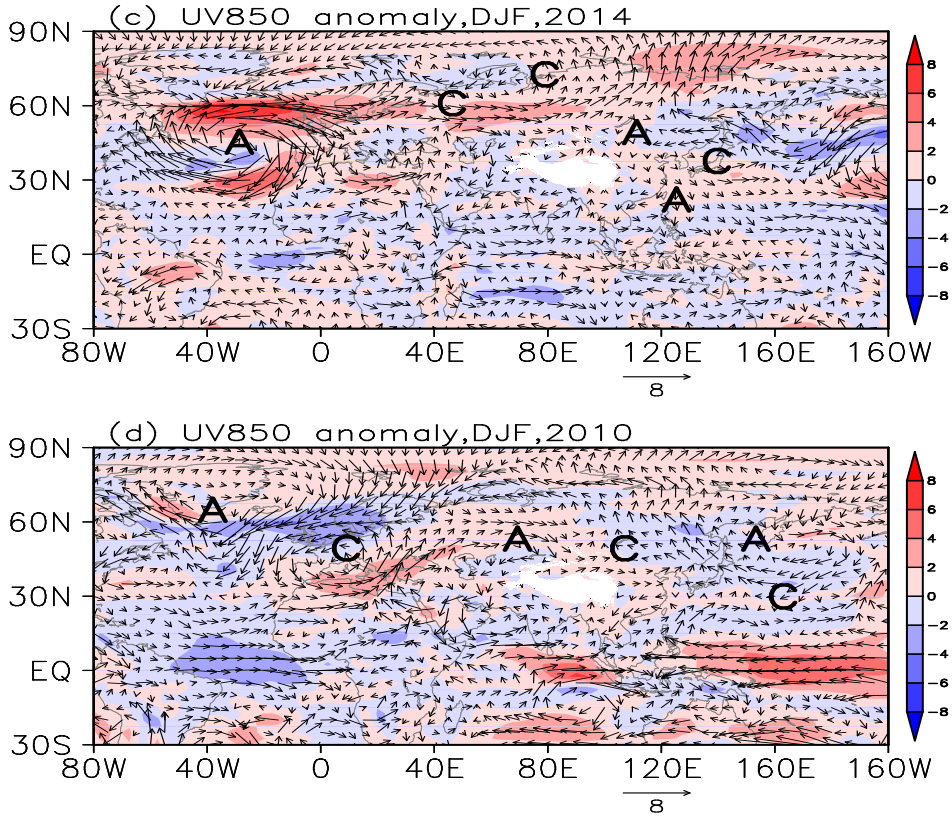 (c) UV850 anomaly,DJF,2014
90N
60N
30N
EQ
30S
80W 40W 0 40E 80E 120E 160E 160W
C
C
A
A
C
A
8
6
4
2
0
-2
-4
-6
-8
8
(d) UV850 anomaly,DJF,2010
90N
60N
30N
EQ
30S
80W 40W 0 40E 80E 120E 160E 160W
A
C
A
C
A
C
8
6
4
2
0
-2
-4
-6
-8
8